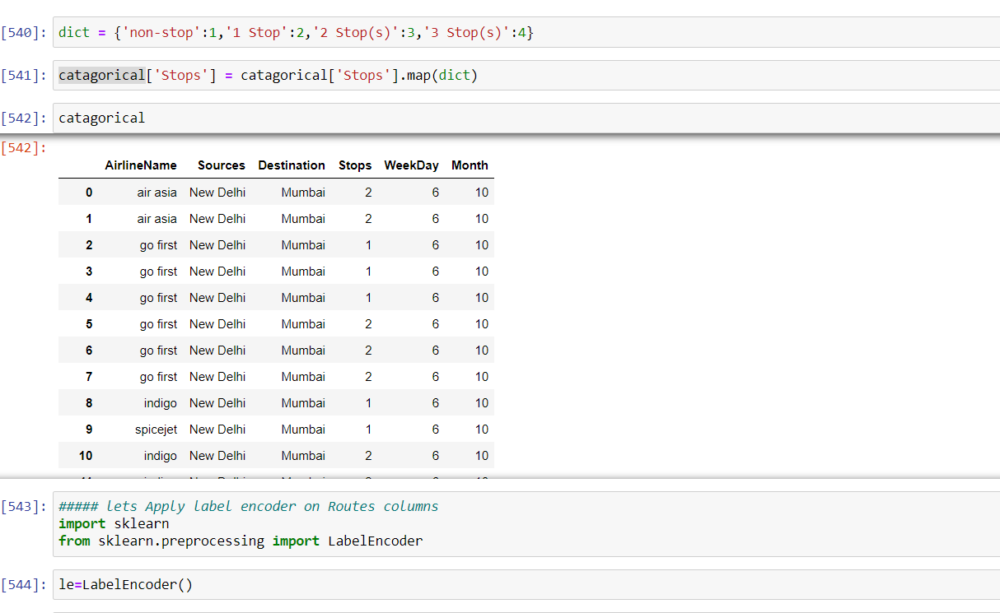 [540]: dict = {'non-stop':1,'1 Stop':2,'2 Stop(s)':3,'3 Stop(s)':4}
[541]: catagorical['Stops'] = catagorical['Stops'].map(dict)
[542]: catagorical
[542]:
AirlineName Sources Destination Stops WeekDay Month
0 air asia New Delhi Mumbai 2 6 10
1 air asia New Delhi Mumbai 2 6 10
2 go first New Delhi Mumbai 1 6 10
3 go first New Delhi Mumbai 1 6 10
4 go first New Delhi Mumbai 1 6 10
5 go first New Delhi Mumbai 2 6 10
6 go first New Delhi Mumbai 2 6 10
7 go first New Delhi Mumbai 2 6 10
8 indigo New Delhi Mumbai 1 6 10
9 spicejet New Delhi Mumbai 1 6 10
10 indigo New Delhi Mumbai 2 6 10
[543]: ##### lets Apply label encoder on Routes columns
import sklearn
from sklearn.preprocessing import LabelEncoder
[544]: le=LabelEncoder()